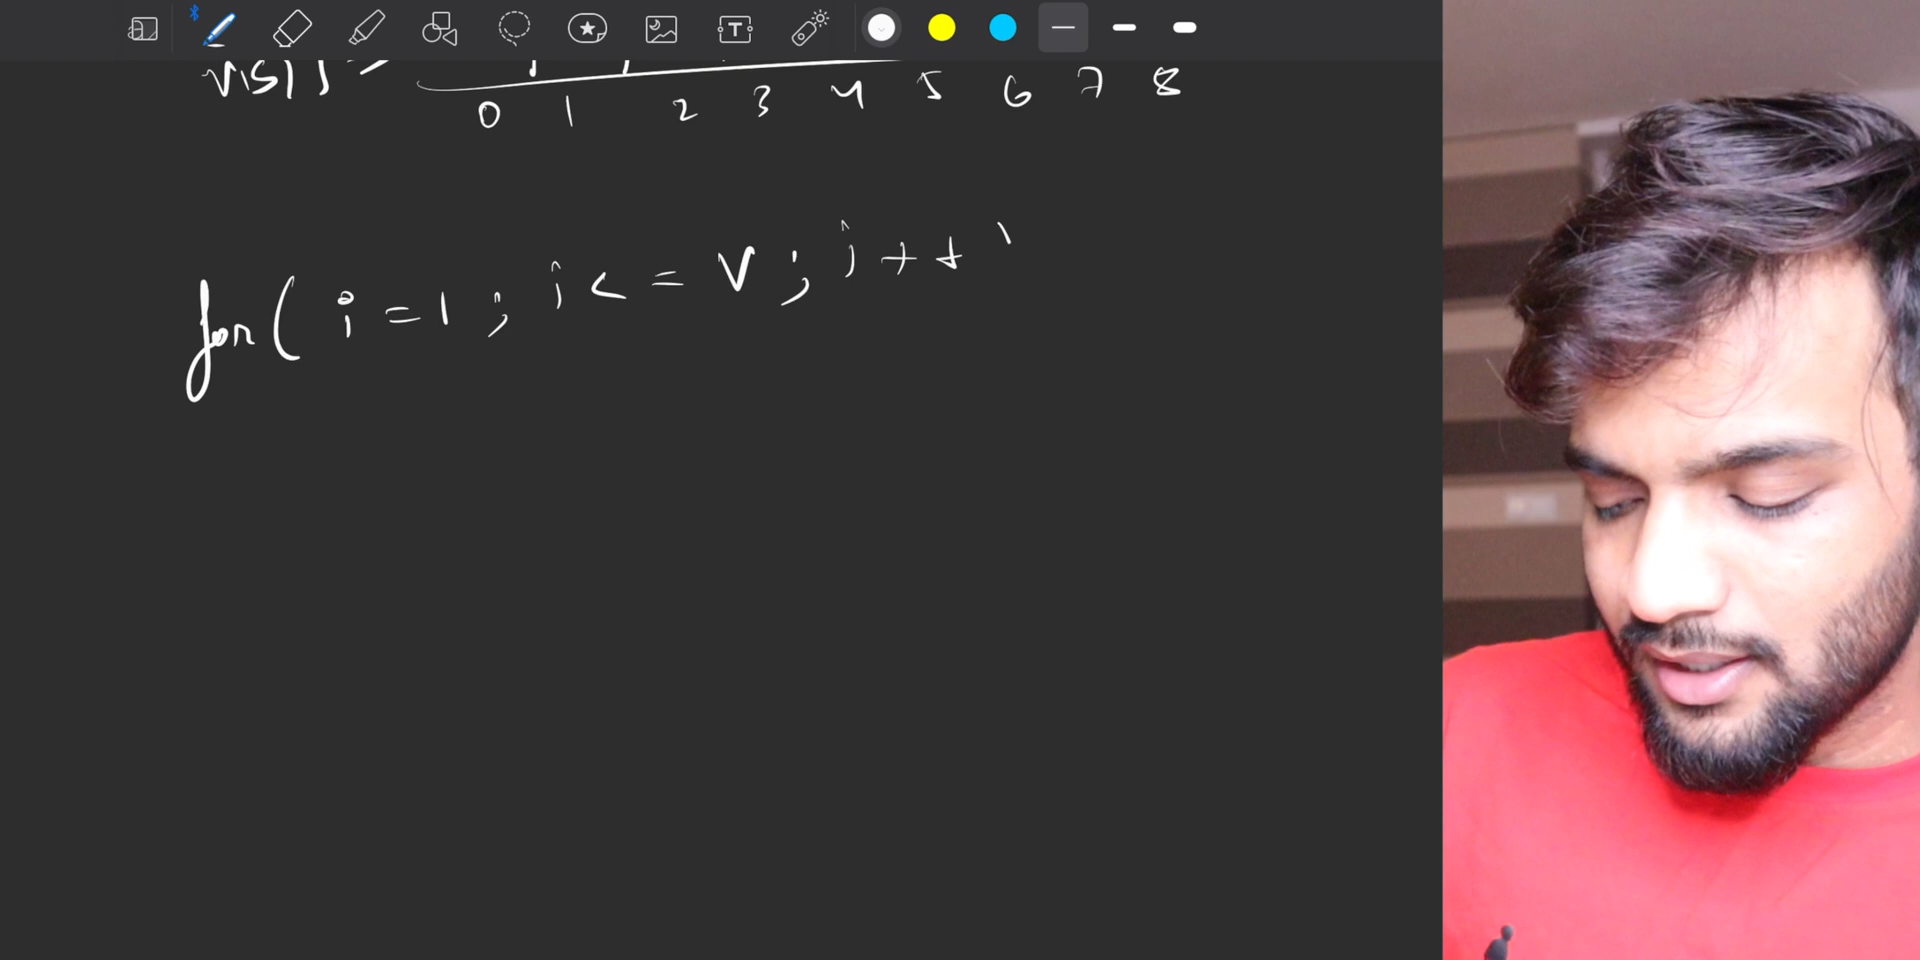 vis[] =
0 1 2 3 4 5 6 7 8
for( i = 1 ; i < = V ; i + +